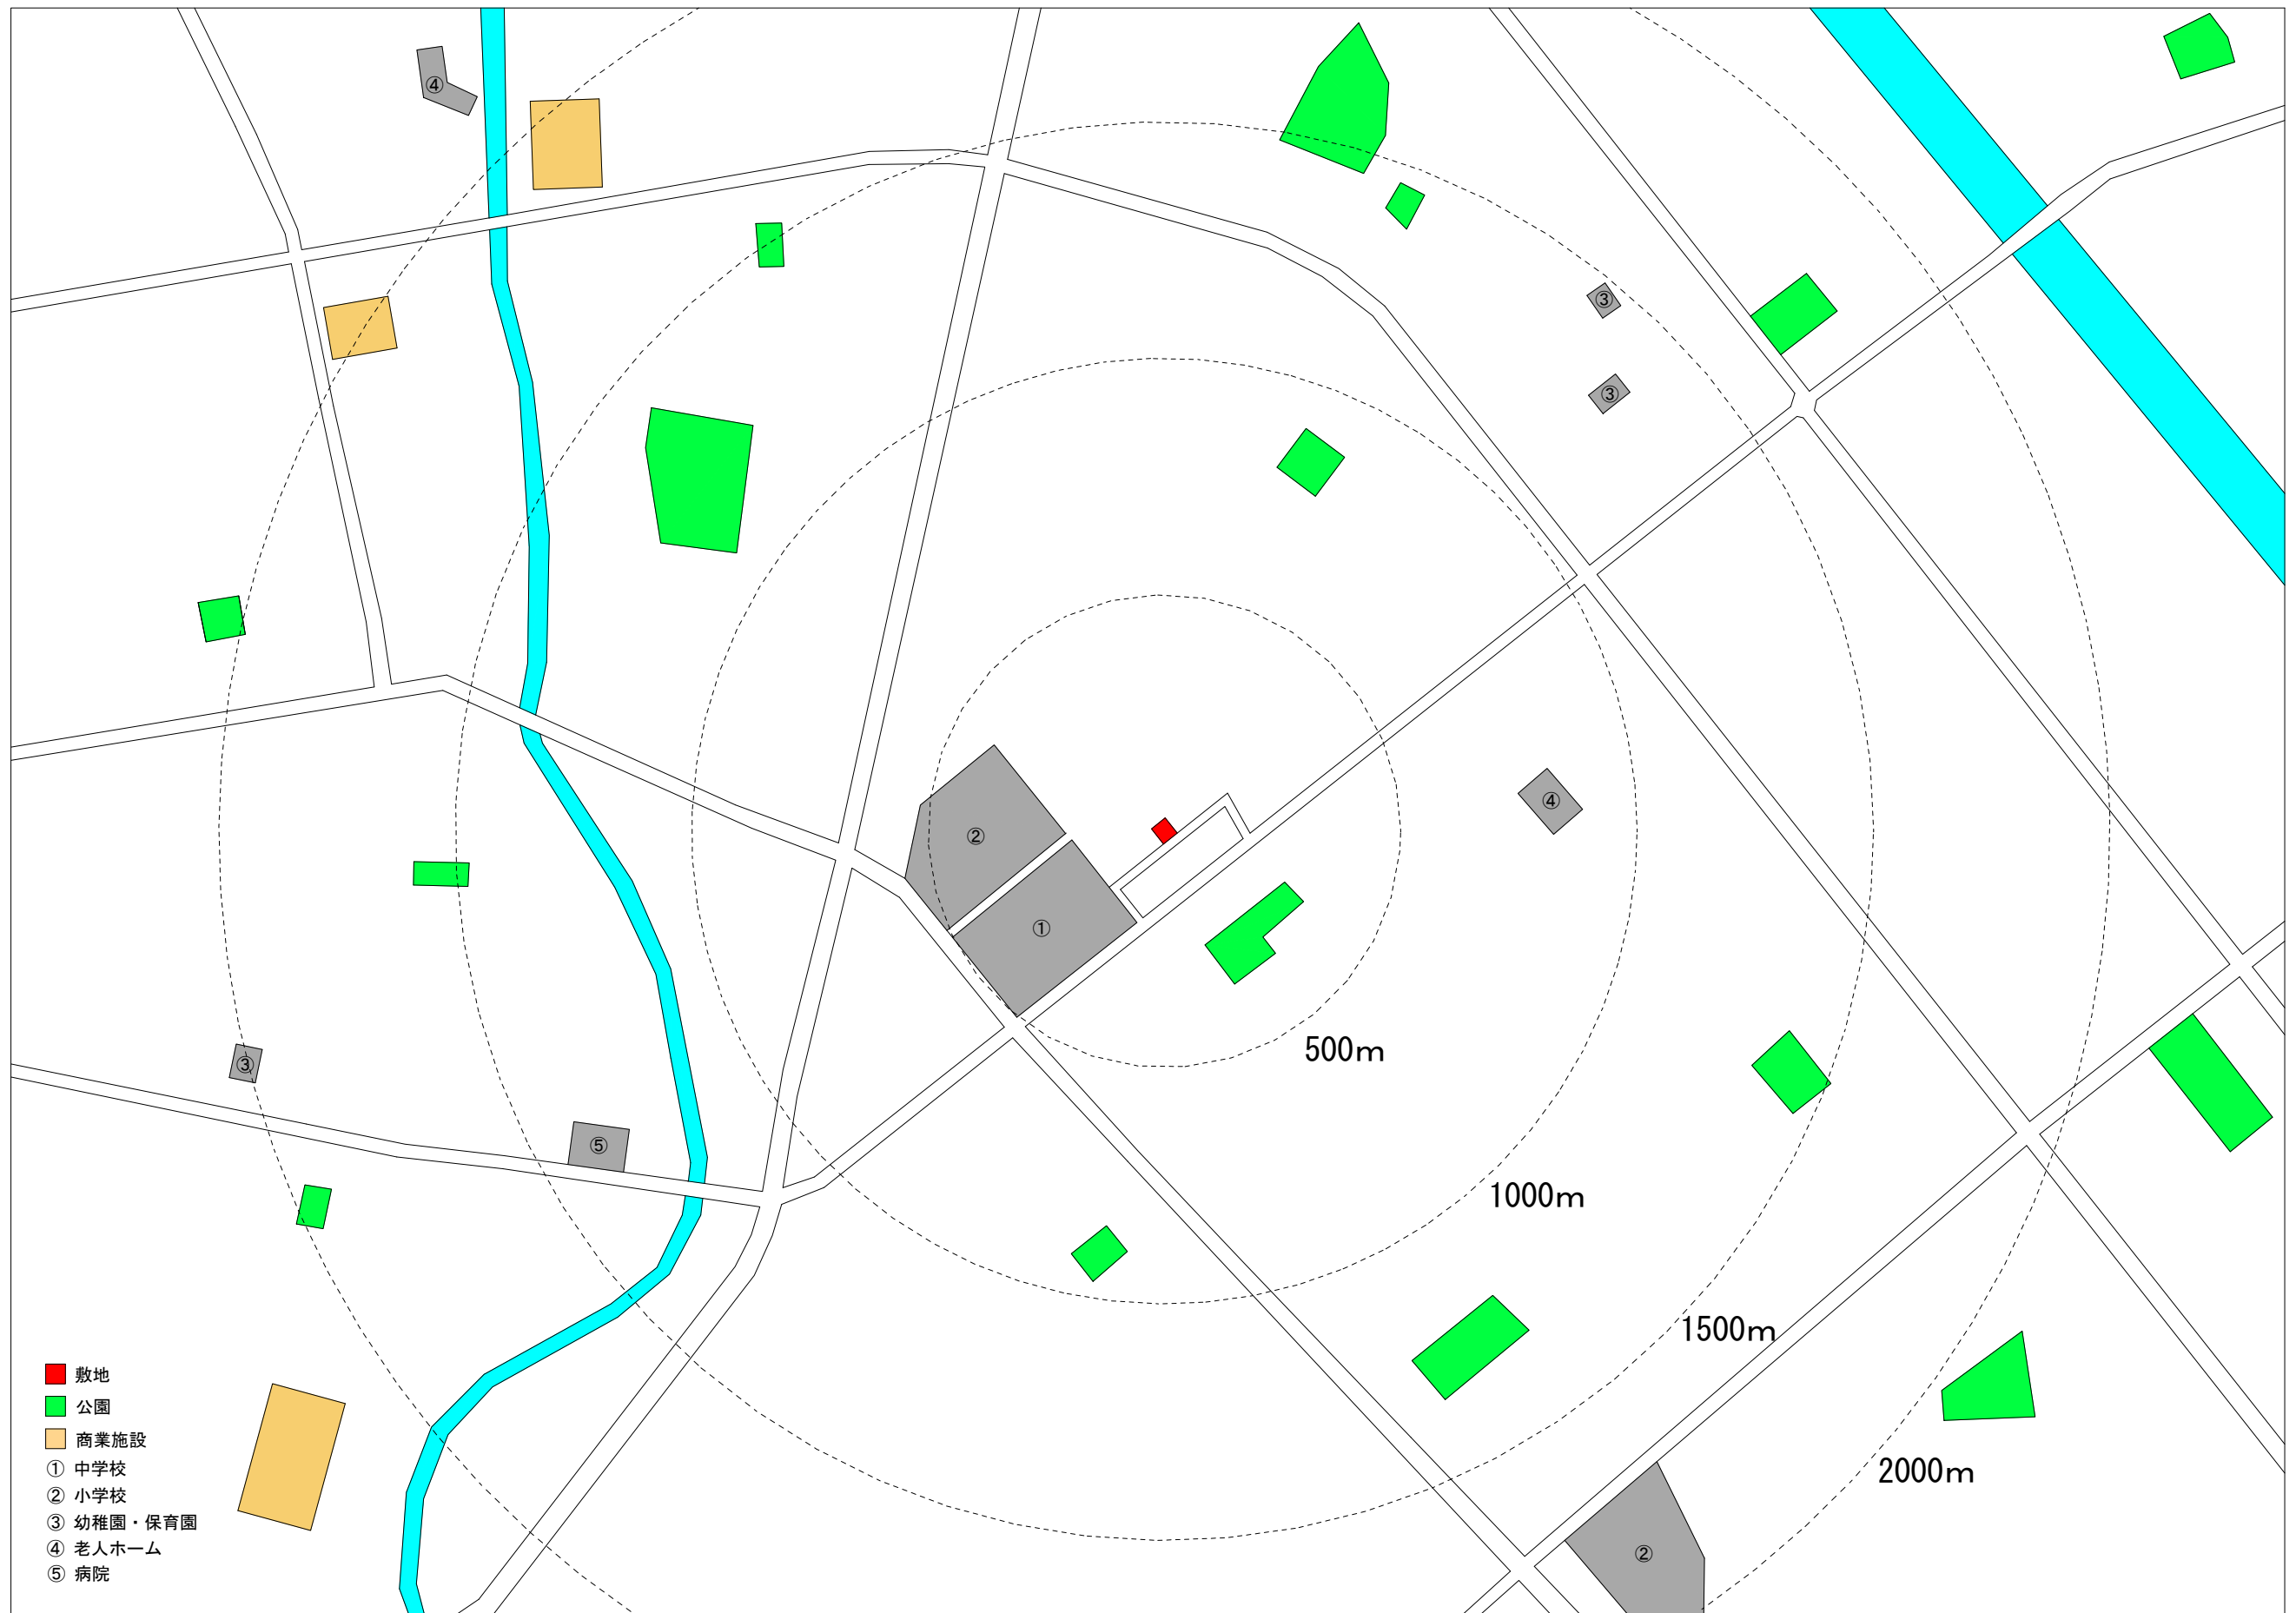 ④
③
③
④
②
①
500m
③
⑤
1000m
1500m
2000m
②
敷地
公園
商業施設
① 中学校
② 小学校
③ 幼稚園・保育園
④ 老人ホーム
⑤ 病院